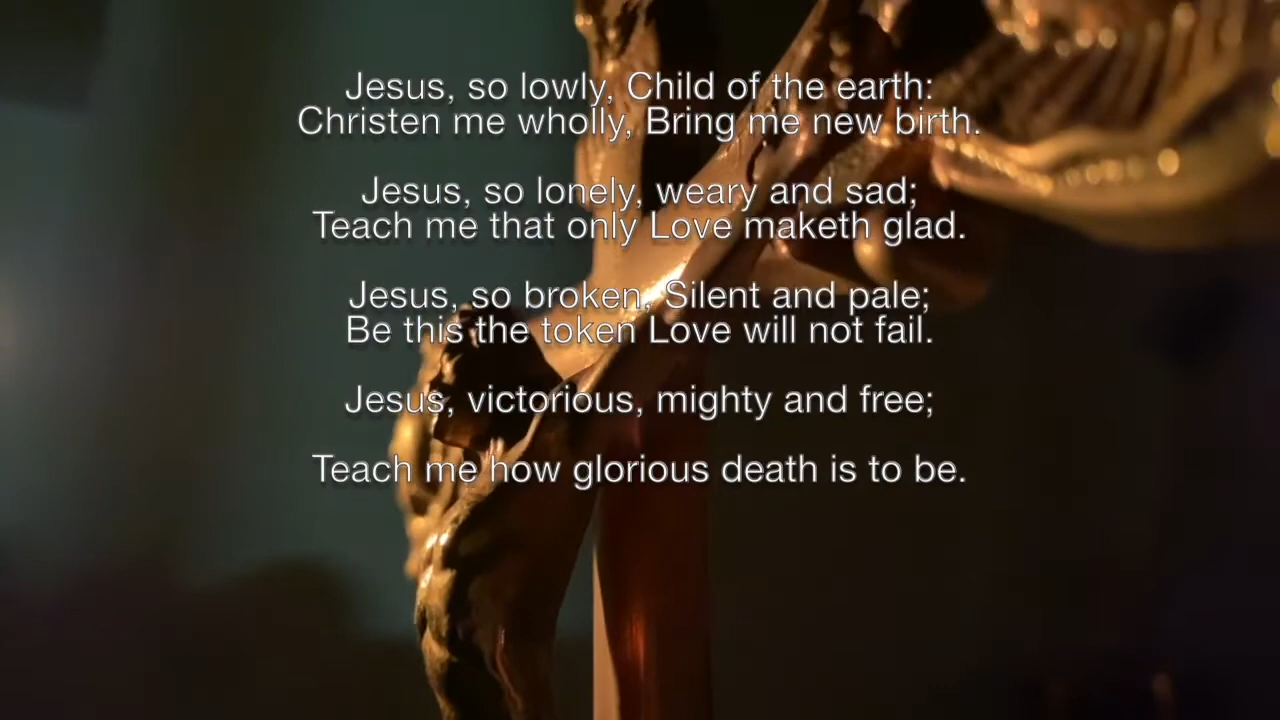 Jesus, so lowly, Child of the earth:
Christen me wholly, Bring me new birth.
Jesus, so lonely, weary and sad;
Teach me that only Love maketh glad.
Jesus, so broken, Silent and pale;
Be this the token Love will not fail.
Jesus, victorious, mighty and free;
Teach me how glorious death is to be.